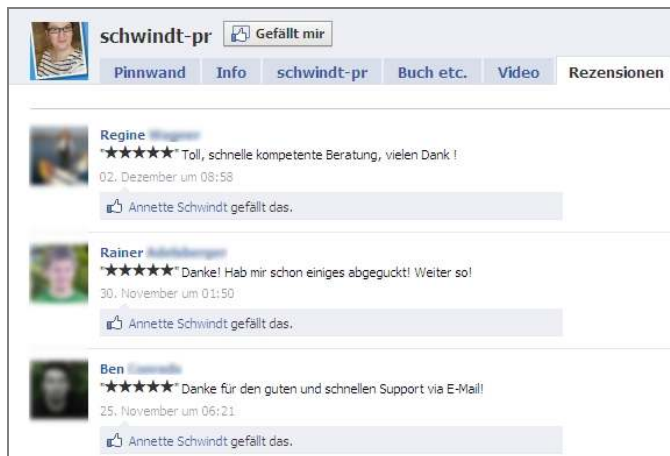 schwindt-pr Gefällt mir
Pinnwand Info schwindt-pr Buch etc. Video Rezensionen
Regine
"★★★★★" Toll, schnelle kompetente Beratung, vielen Dank !
02. Dezember um 08:58
Annette Schwindt gefällt das.
Rainer
"★★★★★" Danke! Hab mir schon einiges abgeguckt! Weiter so!
30. November um 01:50
Annette Schwindt gefällt das.
Ben
"★★★★★" Danke für den guten und schnellen Support via E-Mail!
25. November um 06:21
Annette Schwindt gefällt das.